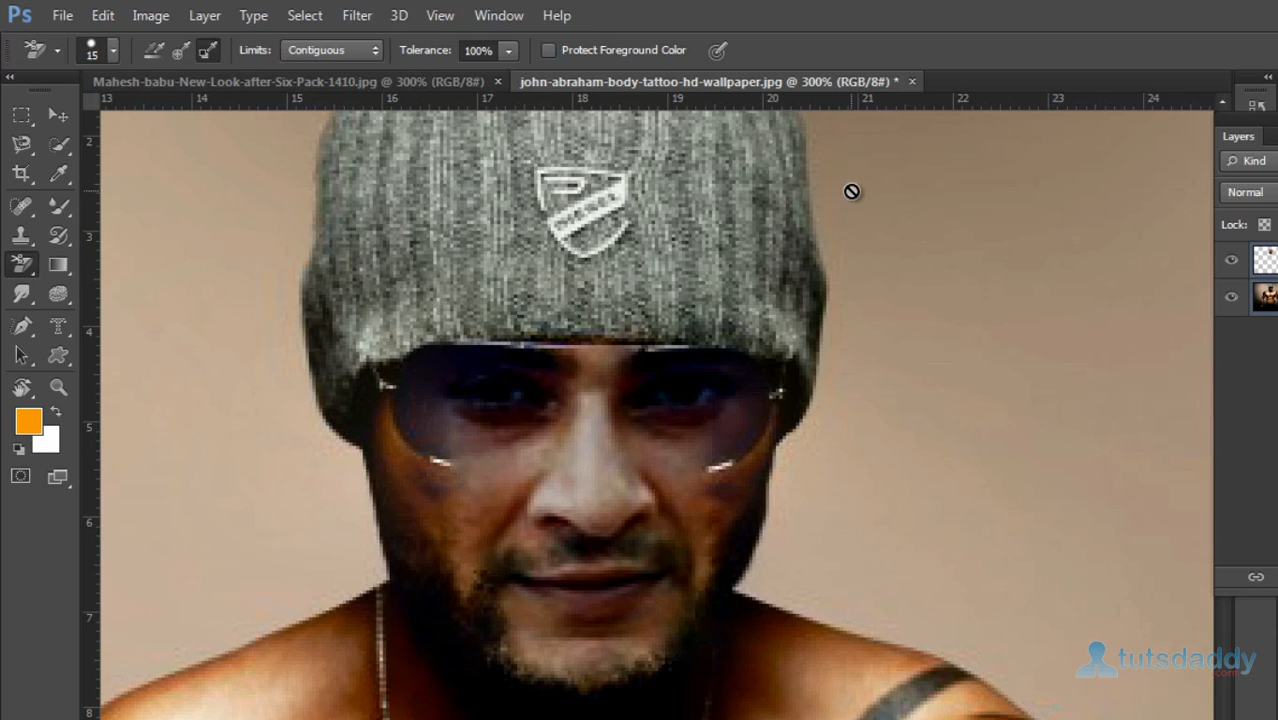 Ps File Edit Image Layer Type Select Filter 3D View Window Help
15 Limits: Contiguous Tolerance: 100% Protect Foreground Color
Mahesh-babu-New-Look-after-Six-Pack-1410.jpg @ 300% (RGB/8#) × john-abraham-body-tattoo-hd-wallpaper.jpg @ 300% (RGB/8#) * ×
13 14 15 16 17 18 19 20 21 22 23 24
Layers
Kind
Normal
Lock:
2
3
4
5
6
7
8
tutsdaddy
.com